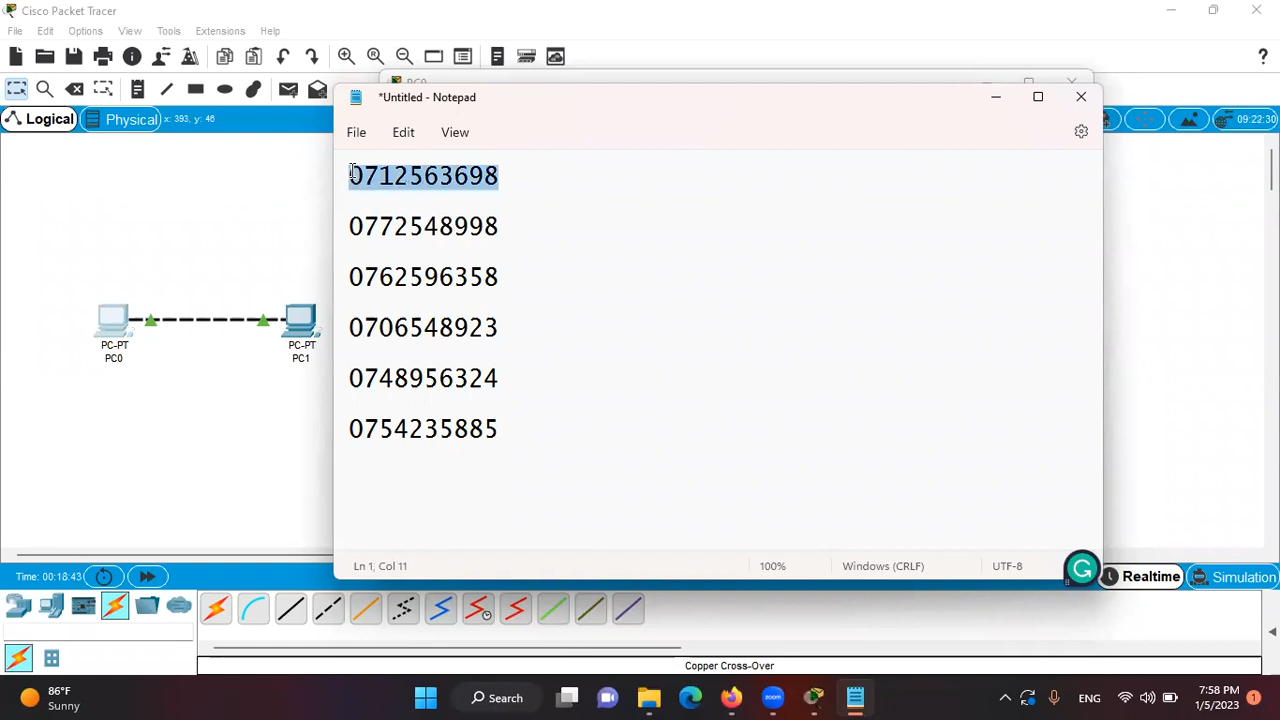 Cisco Packet Tracer
File Edit Options View Tools Extensions Help
PC0
*Untitled - Notepad
Logical Physical x: 393, y: 46 09:22:30
File Edit View
0712563698
0772548998
0762596358
0706548923
0748956324
0754235885
PC-PT
PC0
PC-PT
PC1
Ln 1, Col 11 100% Windows (CRLF) UTF-8
Time: 00:18:43 Realtime Simulation
Copper Cross-Over
86°F
Sunny
Search
ENG
7:58 PM
1/5/2023
1